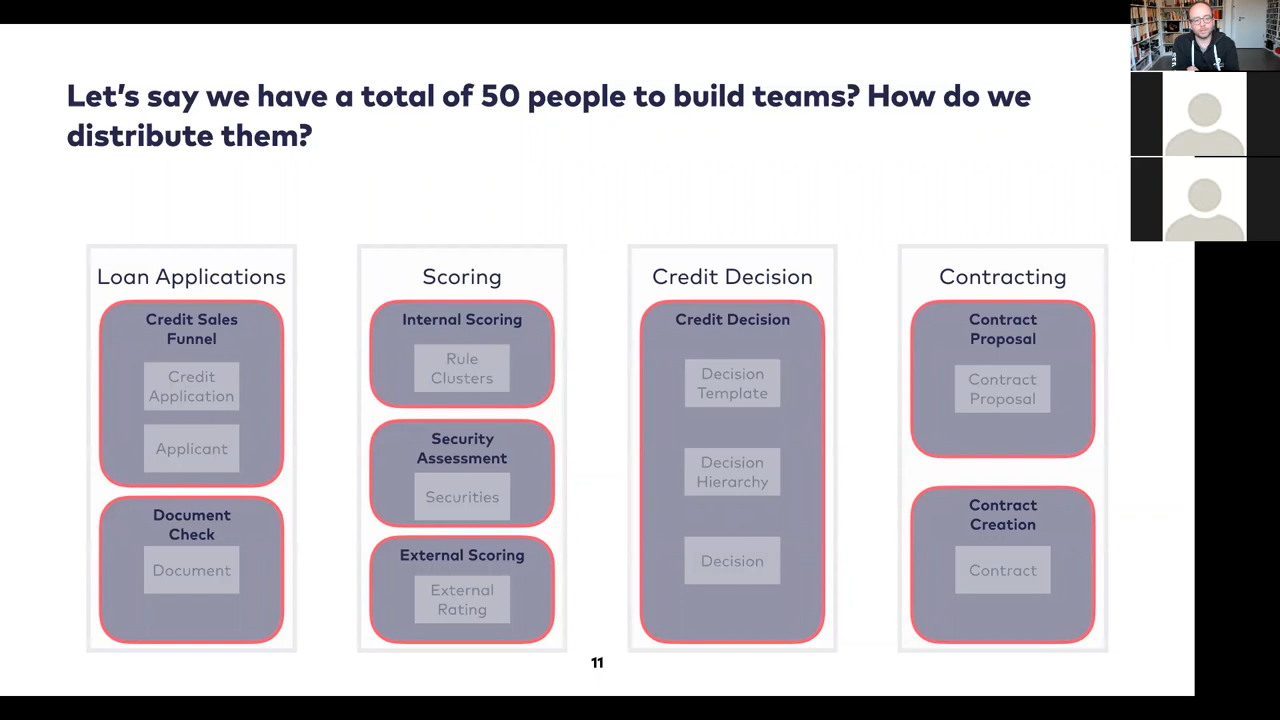 Let's say we have a total of 50 people to build teams? How do we
distribute them?
Loan Applications
Credit Sales
Funnel
Credit
Application
Applicant
Document
Check
Document
Scoring
Internal Scoring
Rule
Clusters
Security
Assessment
Securities
External Scoring
External
Rating
Credit Decision
Credit Decision
Decision
Template
Decision
Hierarchy
Decision
Contracting
Contract
Proposal
Contract
Proposal
Contract
Creation
Contract
11